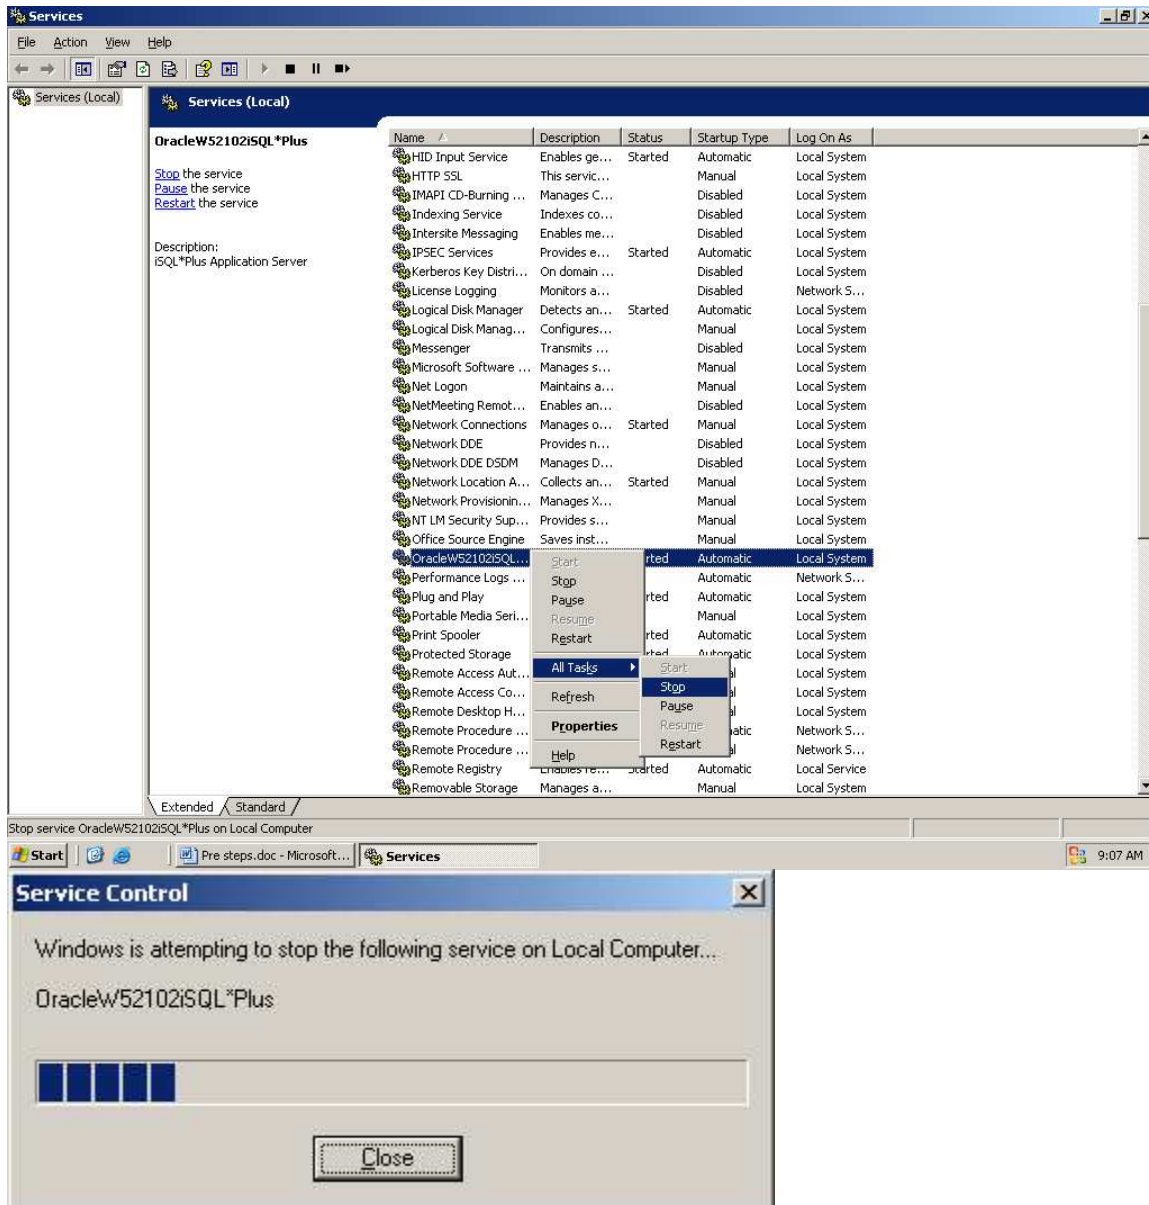 Services
File Action View Help
Services (Local)
Services (Local)
OracleW52102iSQL*Plus
Stop the service
Pause the service
Restart the service
Description:
iSQL*Plus Application Server
Name Description Status Startup Type Log On As
HID Input Service Enables ge... Started Automatic Local System
HTTP SSL This servic... Manual Local System
IMAPI CD-Burning ... Manages C... Disabled Local System
Indexing Service Indexes co... Disabled Local System
Intersite Messaging Enables me... Disabled Local System
IPSEC Services Provides e... Started Automatic Local System
Kerberos Key Distri... On domain ... Disabled Local System
License Logging Monitors a... Disabled Network S...
Logical Disk Manager Detects an... Started Automatic Local System
Logical Disk Manag... Configures... Manual Local System
Messenger Transmits ... Disabled Local System
Microsoft Software ... Manages s... Manual Local System
Net Logon Maintains a... Manual Local System
NetMeeting Remot... Enables an... Disabled Local System
Network Connections Manages o... Started Manual Local System
Network DDE Provides n... Disabled Local System
Network DDE DSDM Manages D... Disabled Local System
Network Location A... Collects an... Started Manual Local System
Network Provisionin... Manages X... Manual Local System
NT LM Security Sup... Provides s... Manual Local System
Office Source Engine Saves inst... Manual Local System
OracleW52102iSQL... rted Automatic Local System
Performance Logs ... Automatic Network S...
Plug and Play rted Automatic Local System
Portable Media Seri... Manual Local System
Print Spooler rted Automatic Local System
Protected Storage Automatic Local System
Remote Access Aut... Local System
Remote Access Co... Local System
Remote Desktop H... Local System
Remote Procedure ... atic Network S...
Remote Procedure ... Network S...
Remote Registry Enables re... Started Automatic Local Service
Removable Storage Manages a... Manual Local System
Start
Stop
Pause
Resume
Restart
All Tasks
Refresh
Properties
Help
Start
Stop
Pause
Resume
Restart
Extended Standard
Stop service OracleW52102iSQL*Plus on Local Computer
Start Pre steps.doc - Microsoft... Services 9:07 AM
Service Control
Windows is attempting to stop the following service on Local Computer...
OracleW52102iSQL*Plus
Close